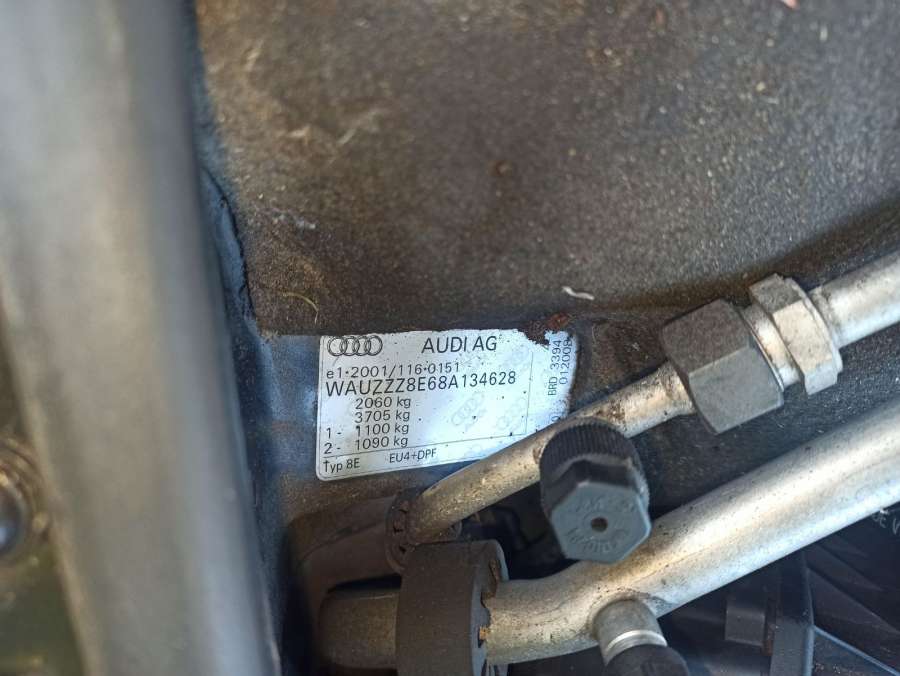 AUDI AG
e1*2001/116*0151
WAUZZZ8E68A134628
2060 kg
3705 kg
1- 1100 kg
2- 1090 kg
Typ 8E EU4+DPF
BRD 3394
012008